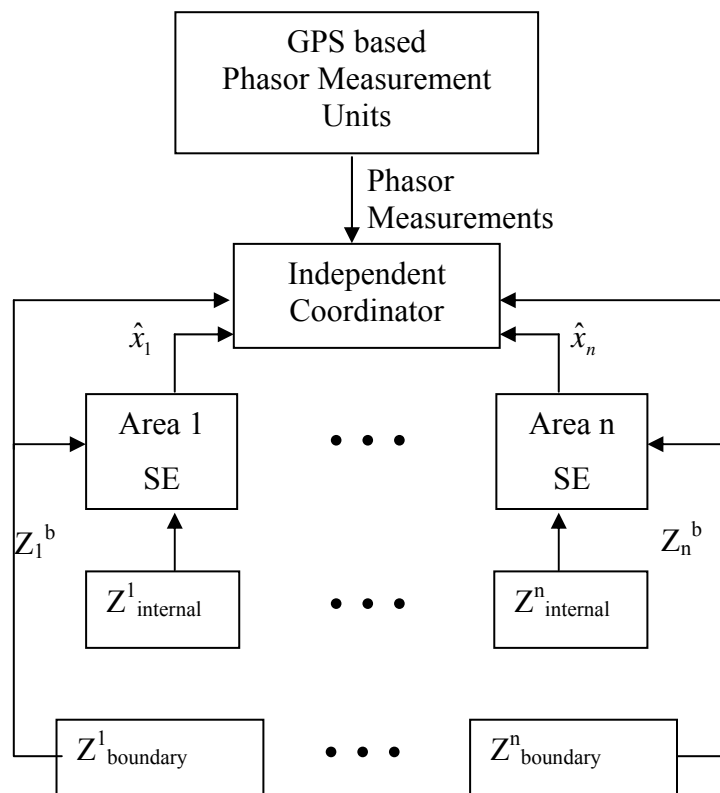 GPS based
Phasor Measurement
Units
Phasor
Measurements
Independent
Coordinator
x̂₁
x̂ₙ
Area 1
SE
• • •
Area n
SE
Z₁ᵇ
Zₙᵇ
Z¹internal
• • •
Zⁿinternal
Z¹boundary
• • •
Zⁿboundary